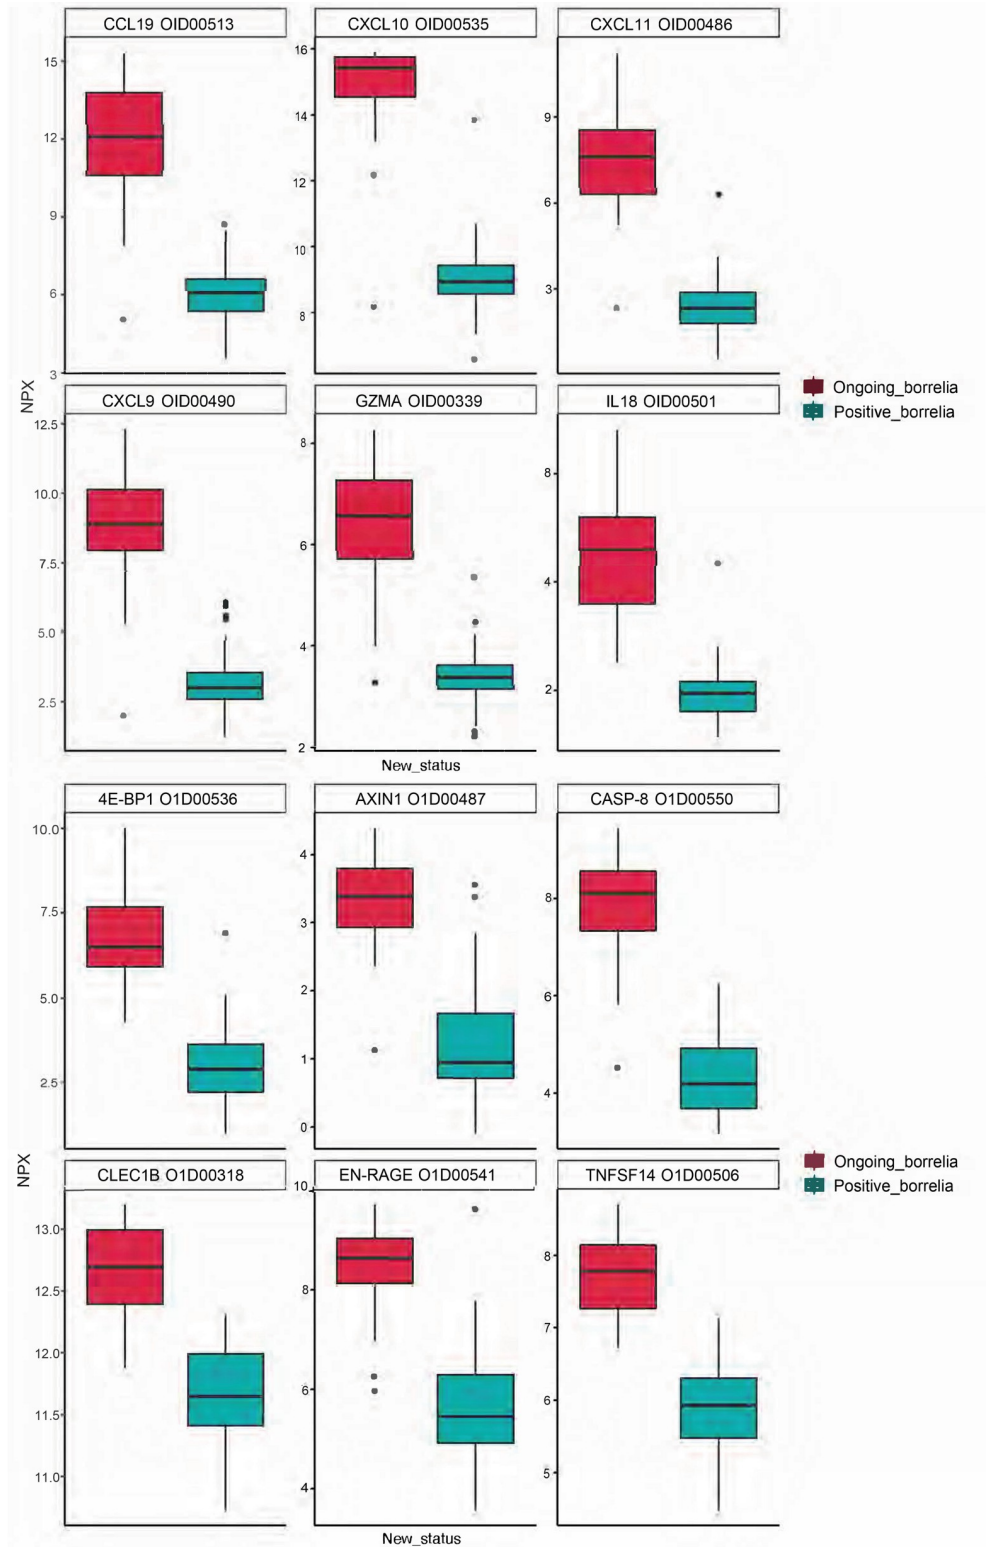 CCL19 OID00513
CXCL10 OID00535
CXCL11 OID00486
15
12
9
6
3
16
14
12
10
8
9
6
3
NPX
Ongoing_borrelia
Positive_borrelia
CXCL9 OID00490
GZMA OID00339
IL18 OID00501
12.5
10.0
7.5
5.0
2.5
8
6
4
2
8
4
2
New_status
4E-BP1 O1D00536
AXIN1 O1D00487
CASP-8 O1D00550
10.0
7.5
5.0
2.5
4
3
2
1
0
8
6
4
NPX
Ongoing_borrelia
Positive_borrelia
CLEC1B O1D00318
EN-RAGE O1D00541
TNFSF14 O1D00506
13.0
12.5
12.0
11.5
11.0
10
8
6
4
8
7
6
5
New_status